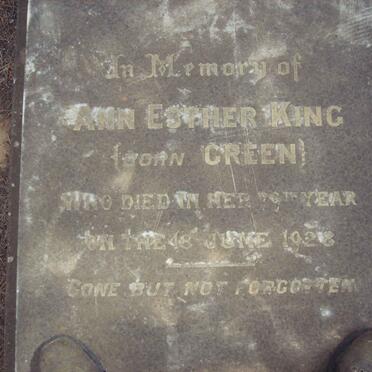 In Memory of
ANN ESTHER KING
{BORN GREEN}
WHO DIED IN HER YEAR
ON THE JUNE 1928
GONE BUT NOT FORGOTTEN